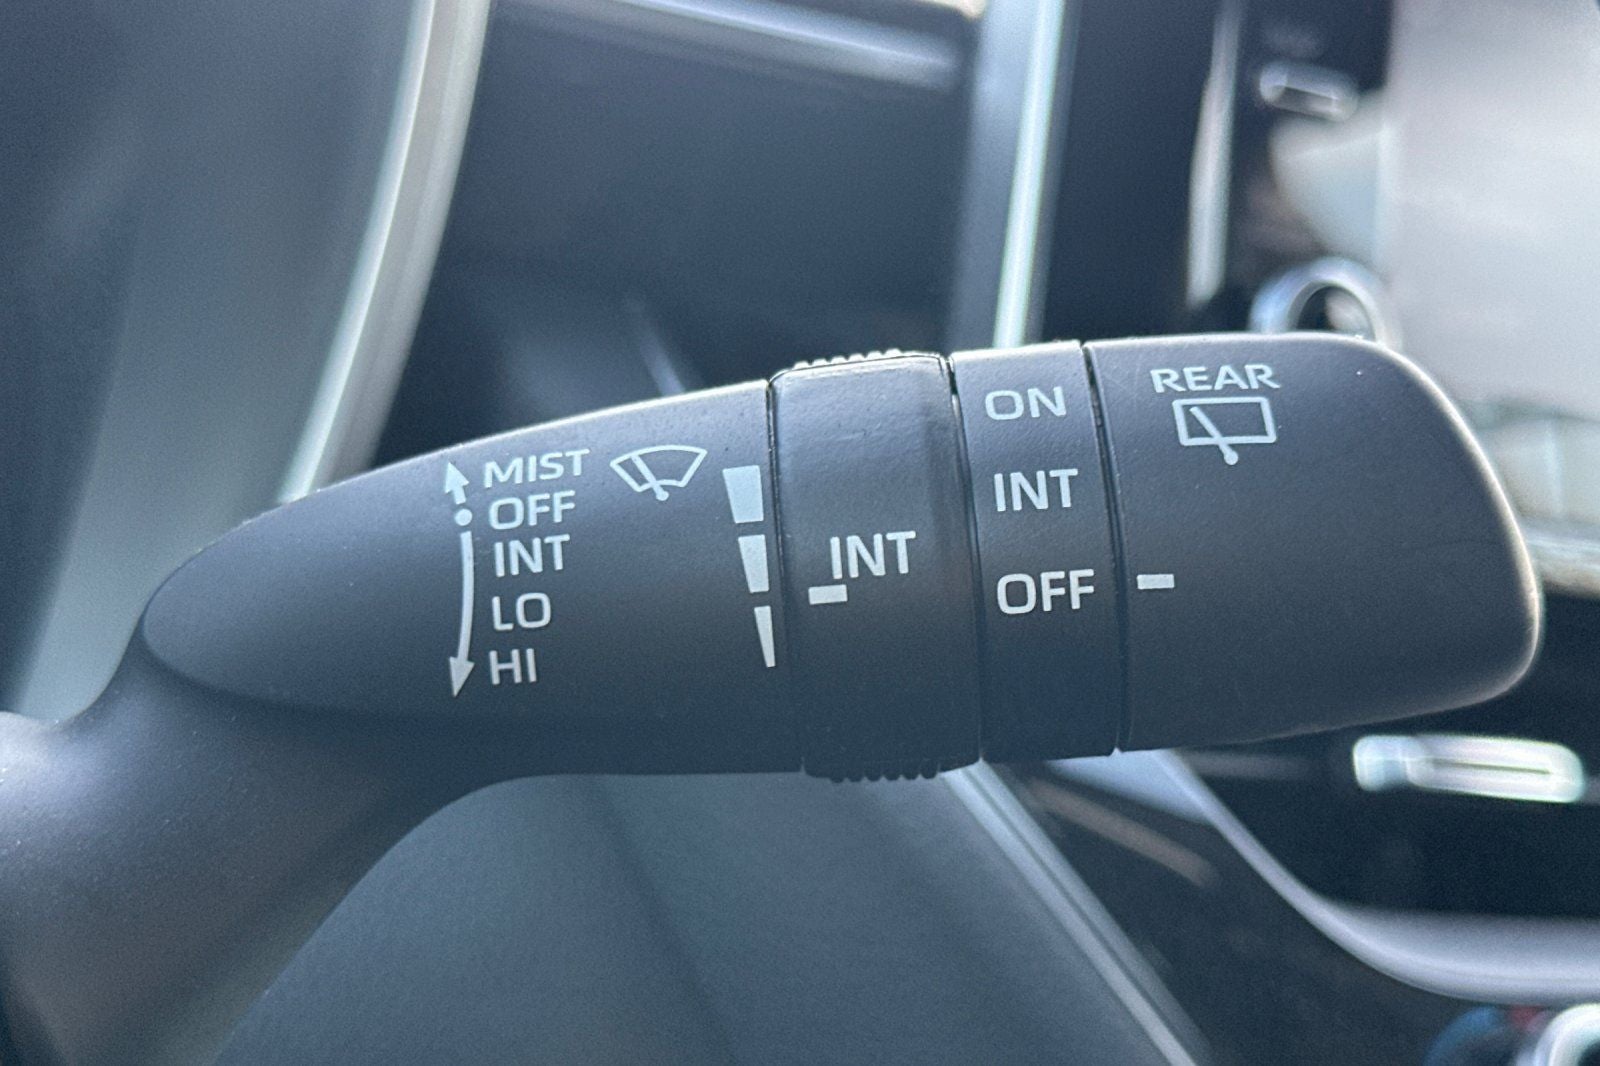 MIST
OFF
INT
LO
HI
INT
ON
INT
OFF
REAR